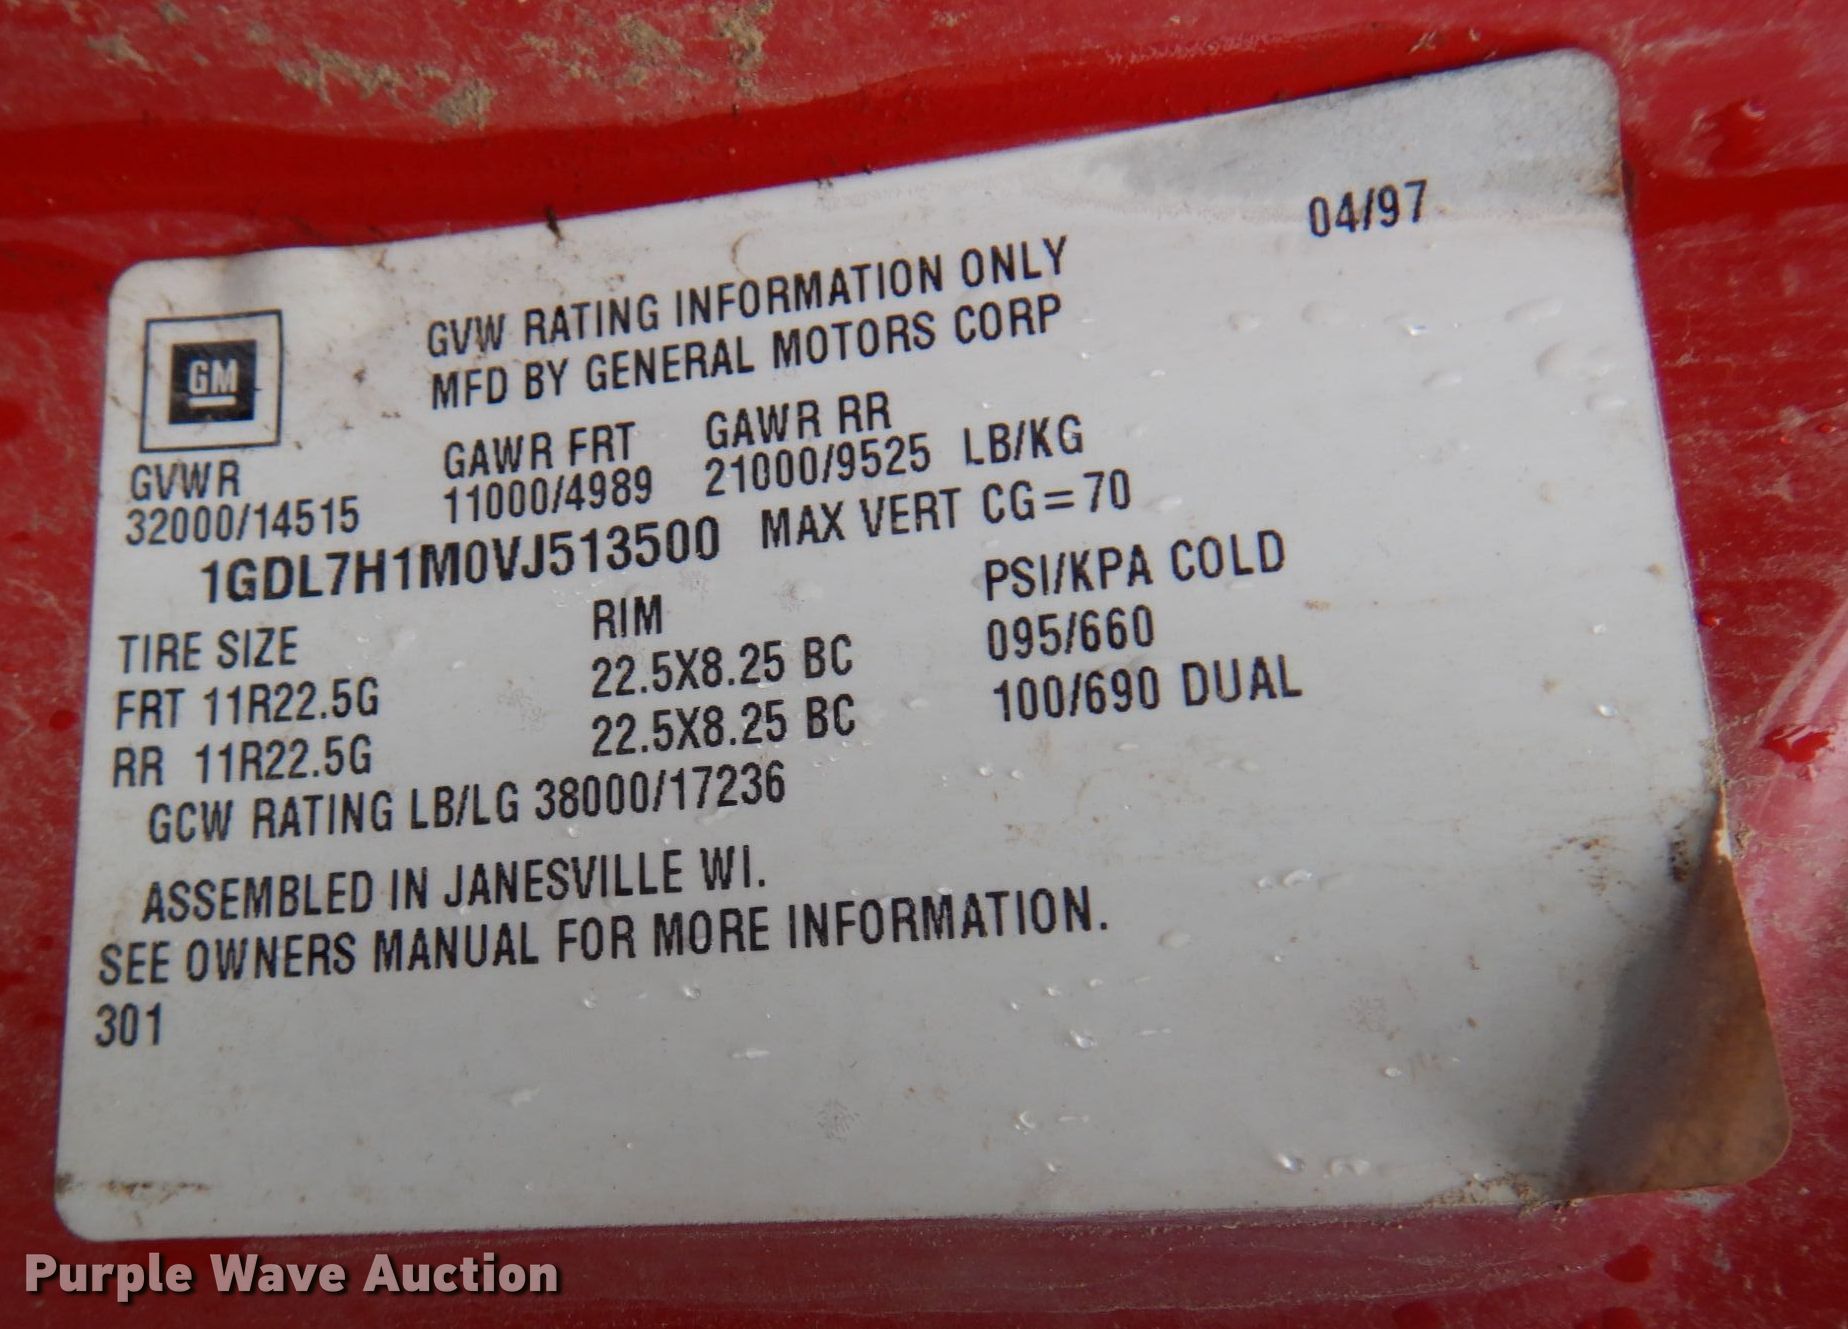 04/97
GM
GVW RATING INFORMATION ONLY
MFD BY GENERAL MOTORS CORP
GVWR GAWR FRT GAWR RR
32000/14515 11000/4989 21000/9525 LB/KG
1GDL7H1M0VJ513500 MAX VERT CG=70
TIRE SIZE RIM PSI/KPA COLD
FRT 11R22.5G 22.5X8.25 BC 095/660
RR 11R22.5G 22.5X8.25 BC 100/690 DUAL
GCW RATING LB/LG 38000/17236
ASSEMBLED IN JANESVILLE WI.
SEE OWNERS MANUAL FOR MORE INFORMATION.
301
Purple Wave Auction